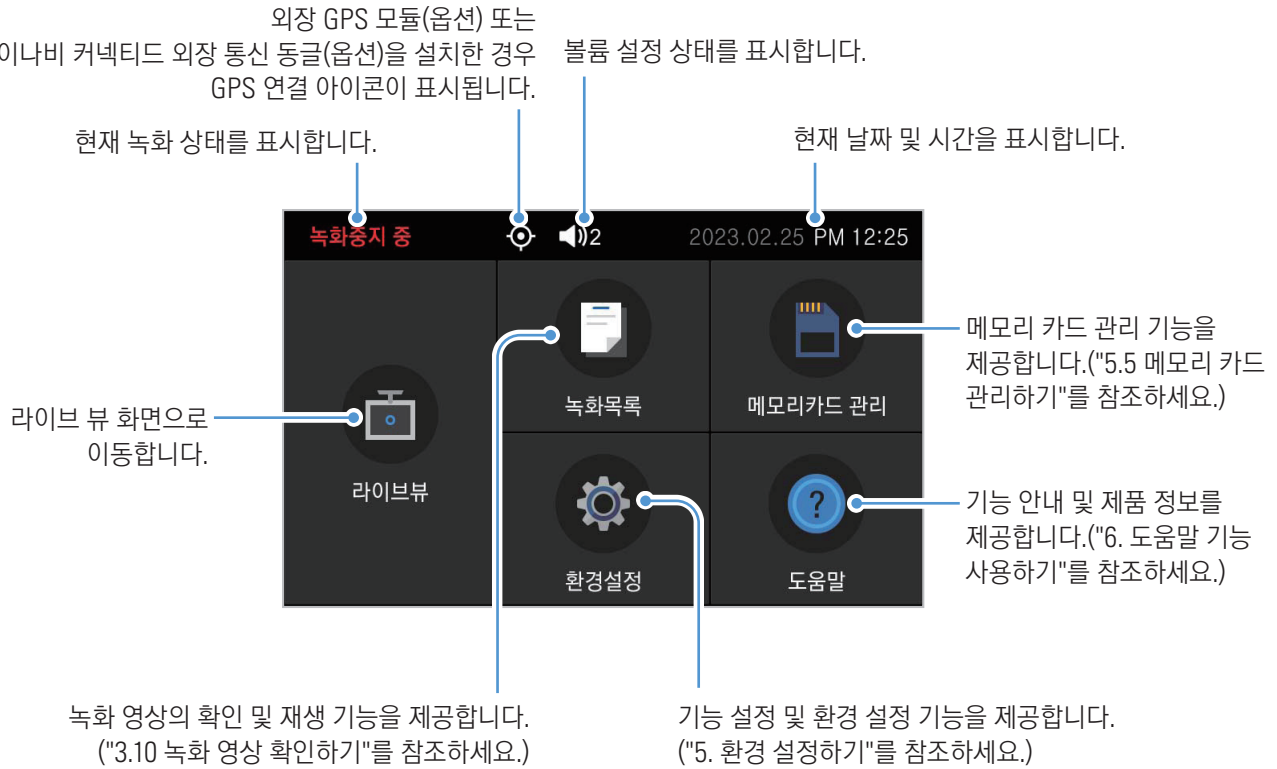 외장 GPS 모듈(옵션) 또는
이나비 커넥티드 외장 통신 동글(옵션)을 설치한 경우
GPS 연결 아이콘이 표시됩니다.
볼륨 설정 상태를 표시합니다.
현재 녹화 상태를 표시합니다.
현재 날짜 및 시간을 표시합니다.
녹화중지 중
2
2023.02.25 PM 12:25
라이브 뷰 화면으로
이동합니다.
라이브뷰
녹화목록
메모리카드 관리
메모리 카드 관리 기능을
제공합니다.("5.5 메모리 카드
관리하기"를 참조하세요.)
환경설정
?
도움말
기능 안내 및 제품 정보를
제공합니다.("6. 도움말 기능
사용하기"를 참조하세요.)
녹화 영상의 확인 및 재생 기능을 제공합니다.
("3.10 녹화 영상 확인하기"를 참조하세요.)
기능 설정 및 환경 설정 기능을 제공합니다.
("5. 환경 설정하기"를 참조하세요.)